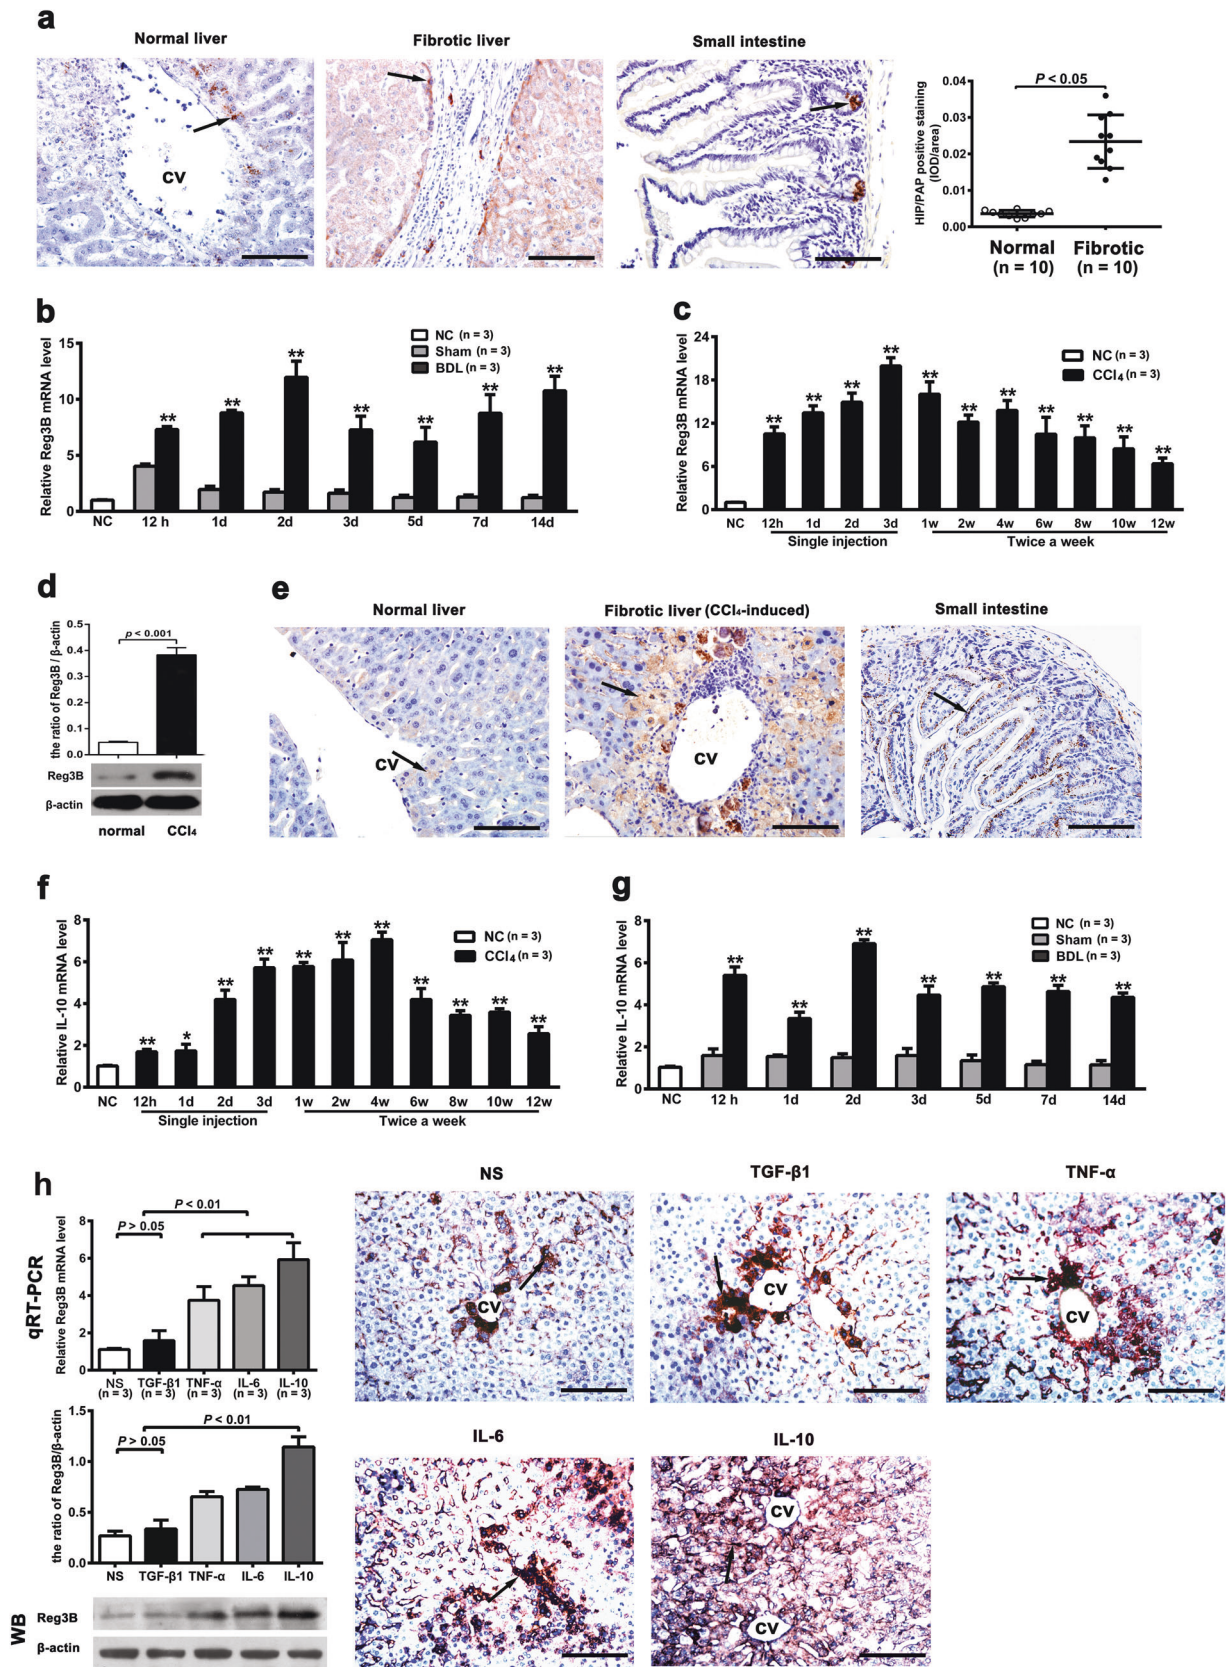 a
Normal liver
Fibrotic liver
Small intestine
CV
P < 0.05
HIP/PAP positive staining
(IOD/area)
0.04
0.03
0.02
0.01
0.00
Normal
(n = 10)
Fibrotic
(n = 10)
b
Relative Reg3B mRNA level
15
10
5
0
NC (n = 3)
Sham (n = 3)
BDL (n = 3)
** ** ** ** ** ** **
NC 12 h 1d 2d 3d 5d 7d 14d
c
Relative Reg3B mRNA level
24
18
12
6
0
NC (n = 3)
CCl₄ (n = 3)
** ** ** ** ** ** ** ** ** ** **
NC 12h 1d 2d 3d 1w 2w 4w 6w 8w 10w 12w
Single injection Twice a week
d
p < 0.001
the ratio of Reg3B / β-actin
0.5
0.4
0.3
0.2
0.1
0.0
Reg3B
β-actin
normal CCl₄
e
Normal liver
Fibrotic liver (CCl₄-induced)
Small intestine
CV
CV
f
Relative IL-10 mRNA level
8
6
4
2
0
NC (n = 3)
CCl₄ (n = 3)
** * ** ** ** ** ** ** ** ** **
NC 12h 1d 2d 3d 1w 2w 4w 6w 8w 10w 12w
Single injection Twice a week
g
Relative IL-10 mRNA level
8
6
4
2
0
NC (n = 3)
Sham (n = 3)
BDL (n = 3)
** ** ** ** ** ** **
NC 12 h 1d 2d 3d 5d 7d 14d
h
qRT-PCR
Relative Reg3B mRNA level
8
6
4
2
0
P < 0.01
P > 0.05
NS TGF-β1 TNF-α IL-6 IL-10
(n = 3) (n = 3) (n = 3) (n = 3) (n = 3)
the ratio of Reg3B/β-actin
1.5
1.0
0.5
0.0
P < 0.01
P > 0.05
NS TGF-β1 TNF-α IL-6 IL-10
WB
Reg3B
β-actin
NS
TGF-β1
TNF-α
CV
CV
CV
IL-6
IL-10
CV
CV